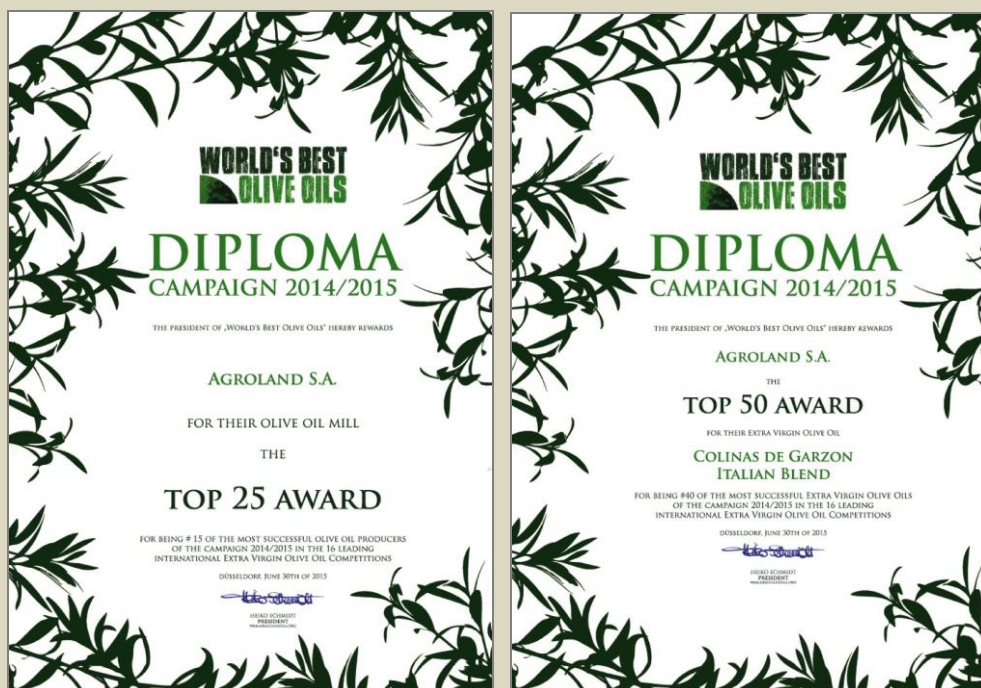 WORLD'S BEST
OLIVE OILS
DIPLOMA
CAMPAIGN 2014/2015
THE PRESIDENT OF „WORLD'S BEST OLIVE OILS" HEREBY REWARDS
AGROLAND S.A.
FOR THEIR OLIVE OIL MILL
THE
TOP 25 AWARD
FOR BEING # 15 OF THE MOST SUCCESSFUL OLIVE OIL PRODUCERS
OF THE CAMPAIGN 2014/2015 IN THE 16 LEADING
INTERNATIONAL EXTRA VIRGIN OLIVE OIL COMPETITIONS
DÜSSELDORF, JUNE 30TH OF 2015
HEIKO SCHMIDT
PRESIDENT
WORLD'S BEST
OLIVE OILS
DIPLOMA
CAMPAIGN 2014/2015
THE PRESIDENT OF „WORLD'S BEST OLIVE OILS" HEREBY REWARDS
AGROLAND S.A.
THE
TOP 50 AWARD
FOR THEIR EXTRA VIRGIN OLIVE OIL
COLINAS DE GARZON
ITALIAN BLEND
FOR BEING #40 OF THE MOST SUCCESSFUL EXTRA VIRGIN OLIVE OILS
OF THE CAMPAIGN 2014/2015 IN THE 16 LEADING
INTERNATIONAL EXTRA VIRGIN OLIVE OIL COMPETITIONS
DÜSSELDORF, JUNE 30TH OF 2015
HEIKO SCHMIDT
PRESIDENT